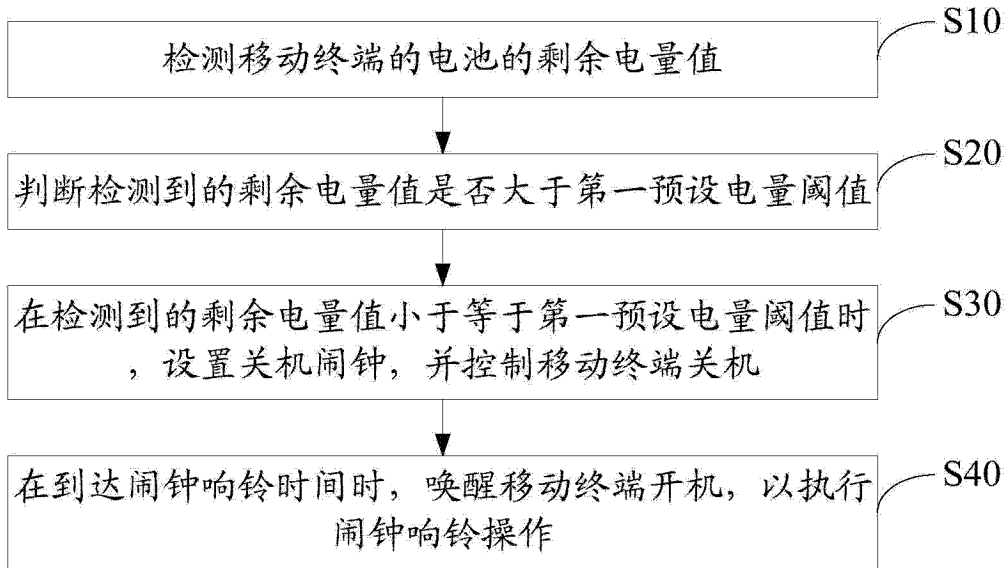 检测移动终端的电池的剩余电量值
S10
判断检测到的剩余电量值是否大于第一预设电量阈值
S20
在检测到的剩余电量值小于等于第一预设电量阈值时
，设置关机闹钟，并控制移动终端关机
S30
在到达闹钟响铃时间时，唤醒移动终端开机，以执行
闹钟响铃操作
S40